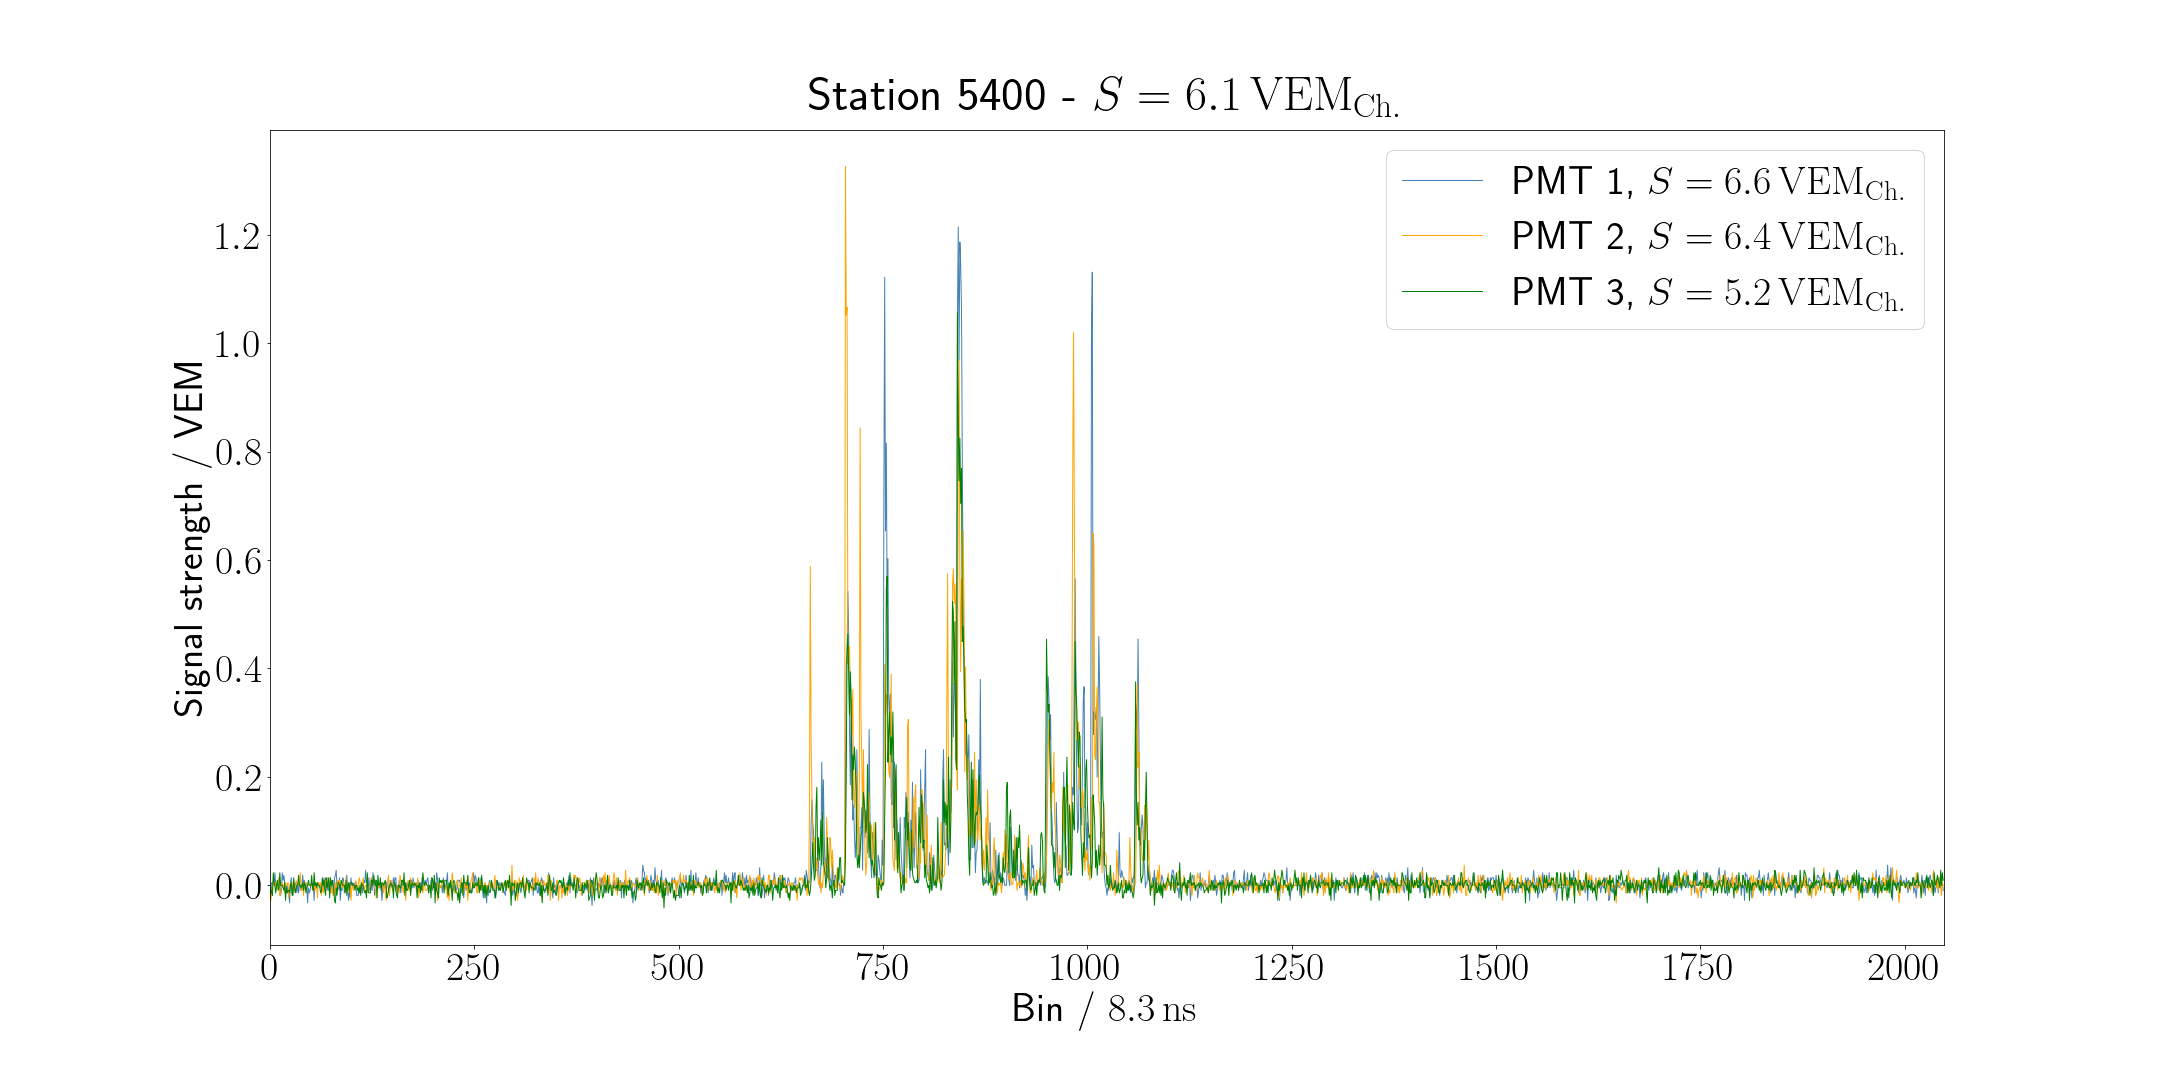 Station 5400 - S = 6.1 VEM_Ch.
PMT 1, S = 6.6 VEM_Ch.
PMT 2, S = 6.4 VEM_Ch.
PMT 3, S = 5.2 VEM_Ch.
1.2
1.0
0.8
0.6
0.4
0.2
0.0
Signal strength / VEM
0 250 500 750 1000 1250 1500 1750 2000
Bin / 8.3 ns